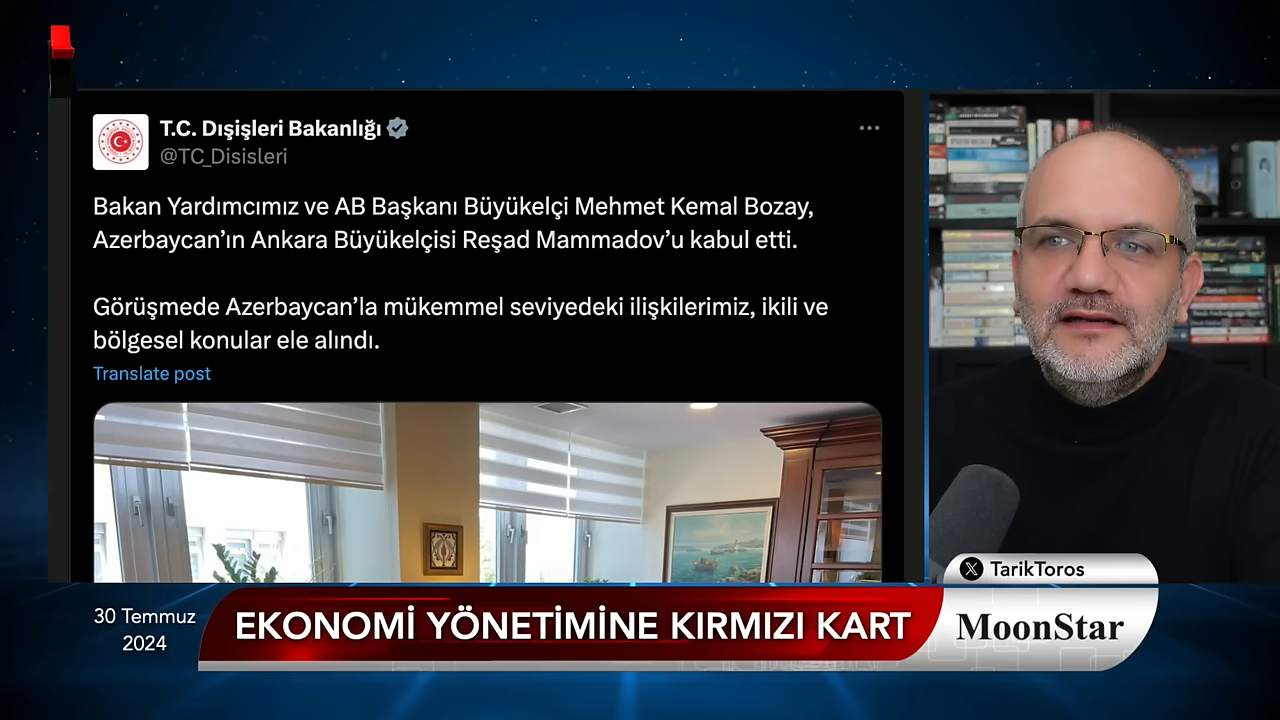 T.C. Dışişleri Bakanlığı
@TC_Disisleri
Bakan Yardımcımız ve AB Başkanı Büyükelçi Mehmet Kemal Bozay,
Azerbaycan’ın Ankara Büyükelçisi Reşad Mammadov’u kabul etti.
Görüşmede Azerbaycan’la mükemmel seviyedeki ilişkilerimiz, ikili ve
bölgesel konular ele alındı.
Translate post
TarikToros
30 Temmuz
2024
EKONOMİ YÖNETİMİNE KIRMIZI KART
MoonStar